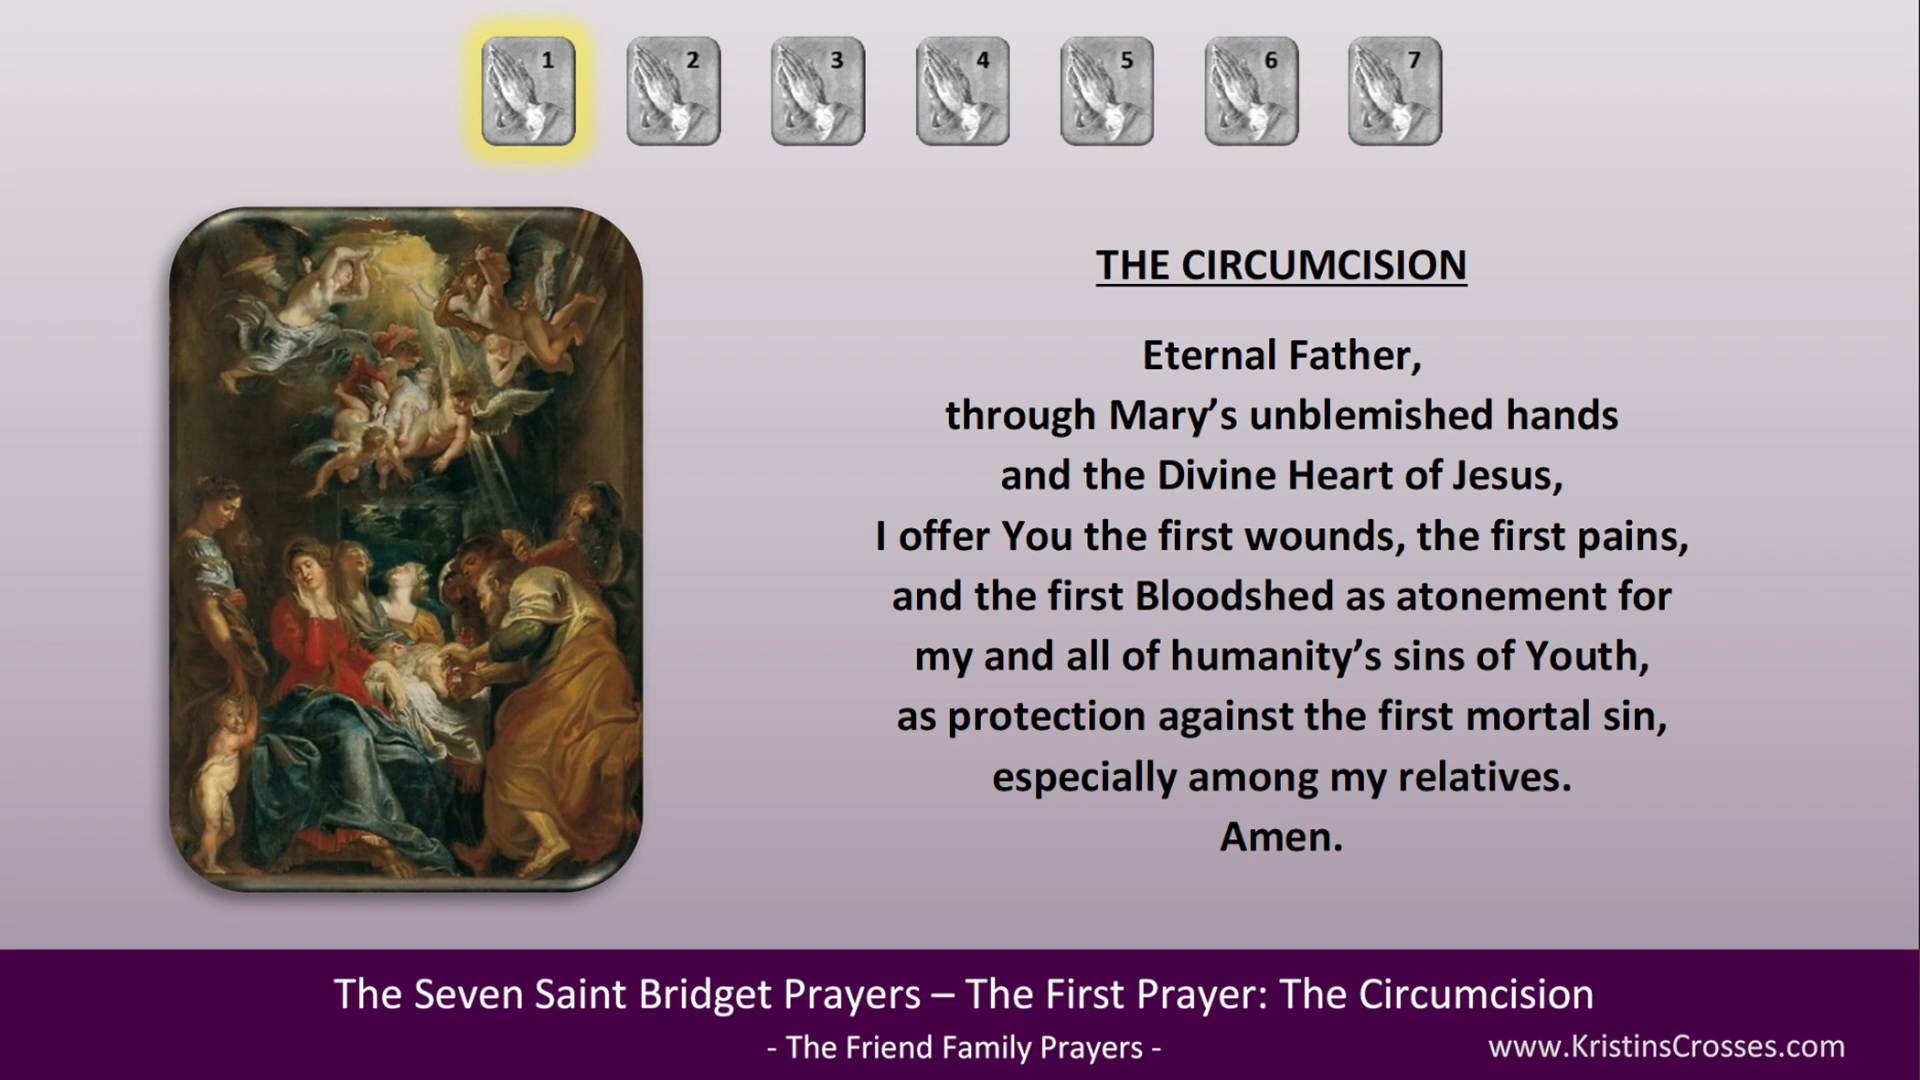 1 2 3 4 5 6 7
THE CIRCUMCISION
Eternal Father,
through Mary’s unblemished hands
and the Divine Heart of Jesus,
I offer You the first wounds, the first pains,
and the first Bloodshed as atonement for
my and all of humanity’s sins of Youth,
as protection against the first mortal sin,
especially among my relatives.
Amen.
The Seven Saint Bridget Prayers – The First Prayer: The Circumcision
- The Friend Family Prayers -
www.KristinsCrosses.com